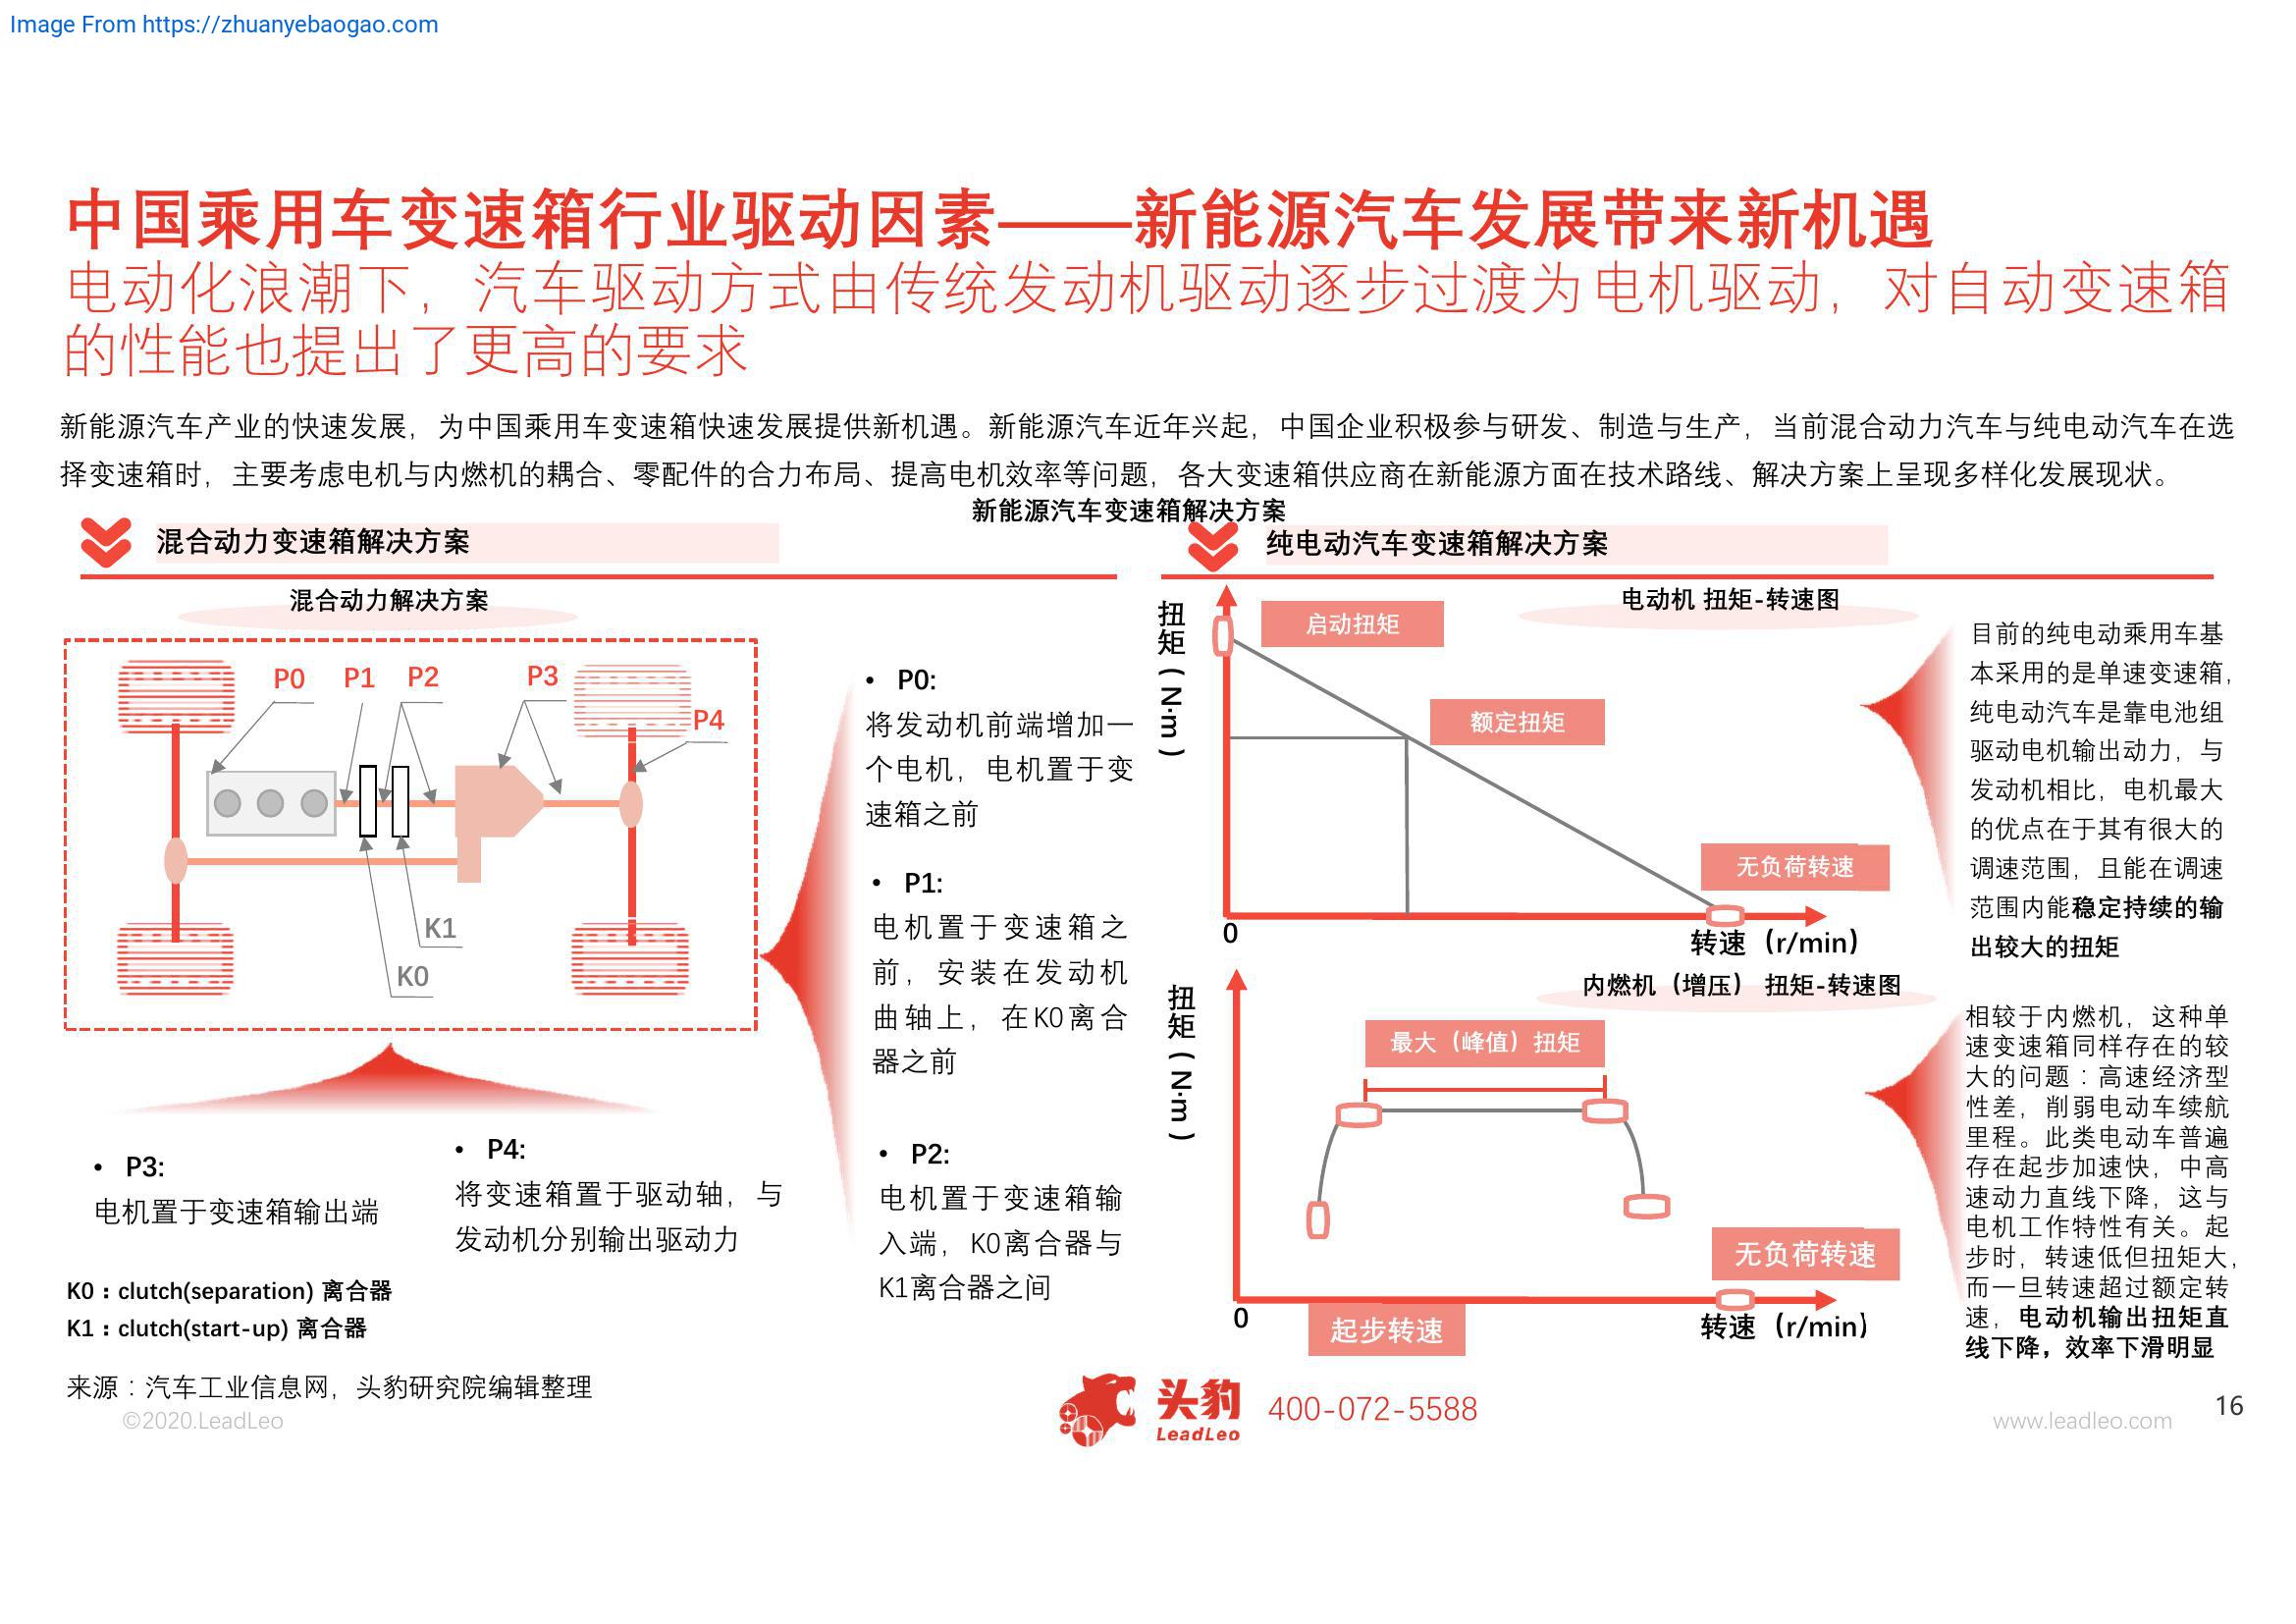 Image From https://zhuanyebaogao.com
中国乘用车变速箱行业驱动因素——新能源汽车发展带来新机遇
电动化浪潮下，汽车驱动方式由传统发动机驱动逐步过渡为电机驱动，对自动变速箱
的性能也提出了更高的要求
新能源汽车产业的快速发展，为中国乘用车变速箱快速发展提供新机遇。新能源汽车近年兴起，中国企业积极参与研发、制造与生产，当前混合动力汽车与纯电动汽车在选
择变速箱时，主要考虑电机与内燃机的耦合、零配件的合力布局、提高电机效率等问题，各大变速箱供应商在新能源方面在技术路线、解决方案上呈现多样化发展现状。
新能源汽车变速箱解决方案
混合动力变速箱解决方案
混合动力解决方案
P0
P1
P2
P3
P4
K1
K0
• P0:
将发动机前端增加一
个电机，电机置于变
速箱之前
• P1:
电机置于变速箱之
前，安装在发动机
曲轴上，在K0离合
器之前
• P2:
电机置于变速箱输
入端，K0离合器与
K1离合器之间
• P3:
电机置于变速箱输出端
• P4:
将变速箱置于驱动轴，与
发动机分别输出驱动力
K0：clutch(separation) 离合器
K1：clutch(start-up) 离合器
纯电动汽车变速箱解决方案
电动机 扭矩-转速图
扭矩（N·m）
启动扭矩
额定扭矩
无负荷转速
0
转速（r/min）
内燃机（增压） 扭矩-转速图
扭矩（N·m）
最大（峰值）扭矩
无负荷转速
0
起步转速
转速（r/min）
目前的纯电动乘用车基
本采用的是单速变速箱，
纯电动汽车是靠电池组
驱动电机输出动力，与
发动机相比，电机最大
的优点在于其有很大的
调速范围，且能在调速
范围内能稳定持续的输
出较大的扭矩
相较于内燃机，这种单
速变速箱同样存在的较
大的问题：高速经济型
性差，削弱电动车续航
里程。此类电动车普遍
存在起步加速快，中高
速动力直线下降，这与
电机工作特性有关。起
步时，转速低但扭矩大，
而一旦转速超过额定转
速，电动机输出扭矩直
线下降，效率下滑明显
来源：汽车工业信息网，头豹研究院编辑整理
©2020.LeadLeo
头豹
LeadLeo
400-072-5588
www.leadleo.com
16